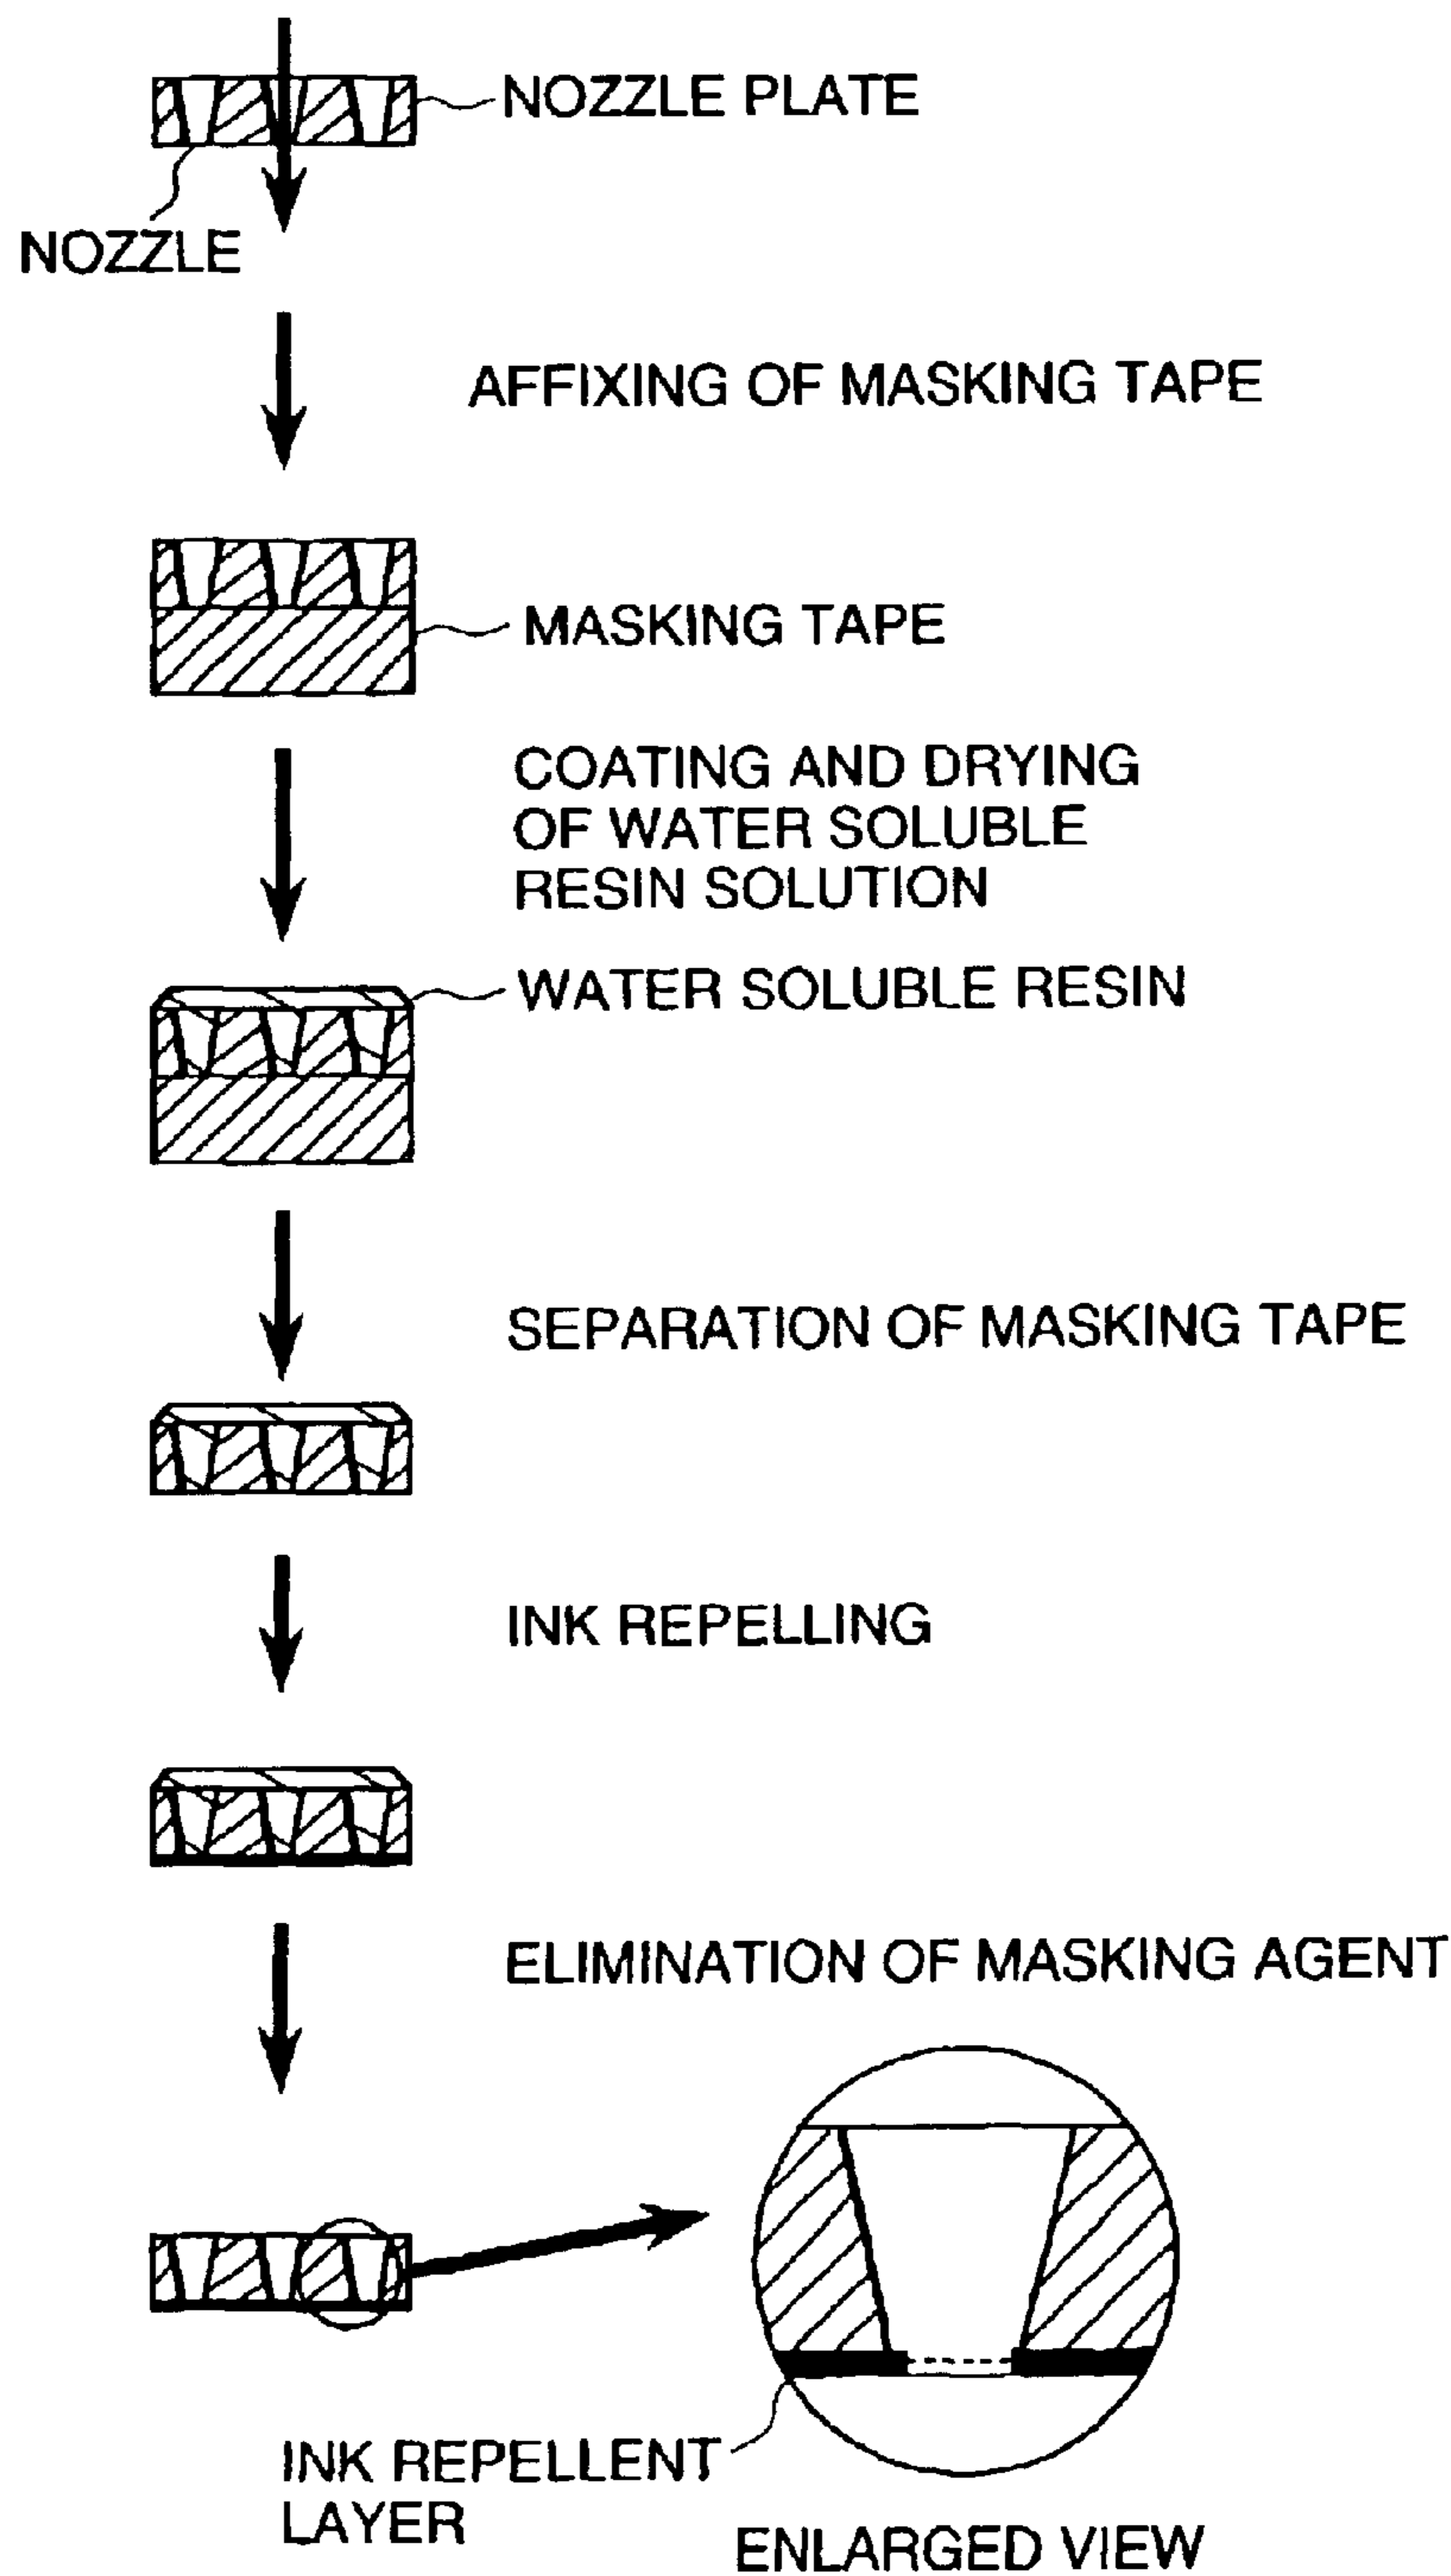 NOZZLE PLATE
NOZZLE
AFFIXING OF MASKING TAPE
MASKING TAPE
COATING AND DRYING
OF WATER SOLUBLE
RESIN SOLUTION
WATER SOLUBLE RESIN
SEPARATION OF MASKING TAPE
INK REPELLING
ELIMINATION OF MASKING AGENT
INK REPELLENT
LAYER
ENLARGED VIEW